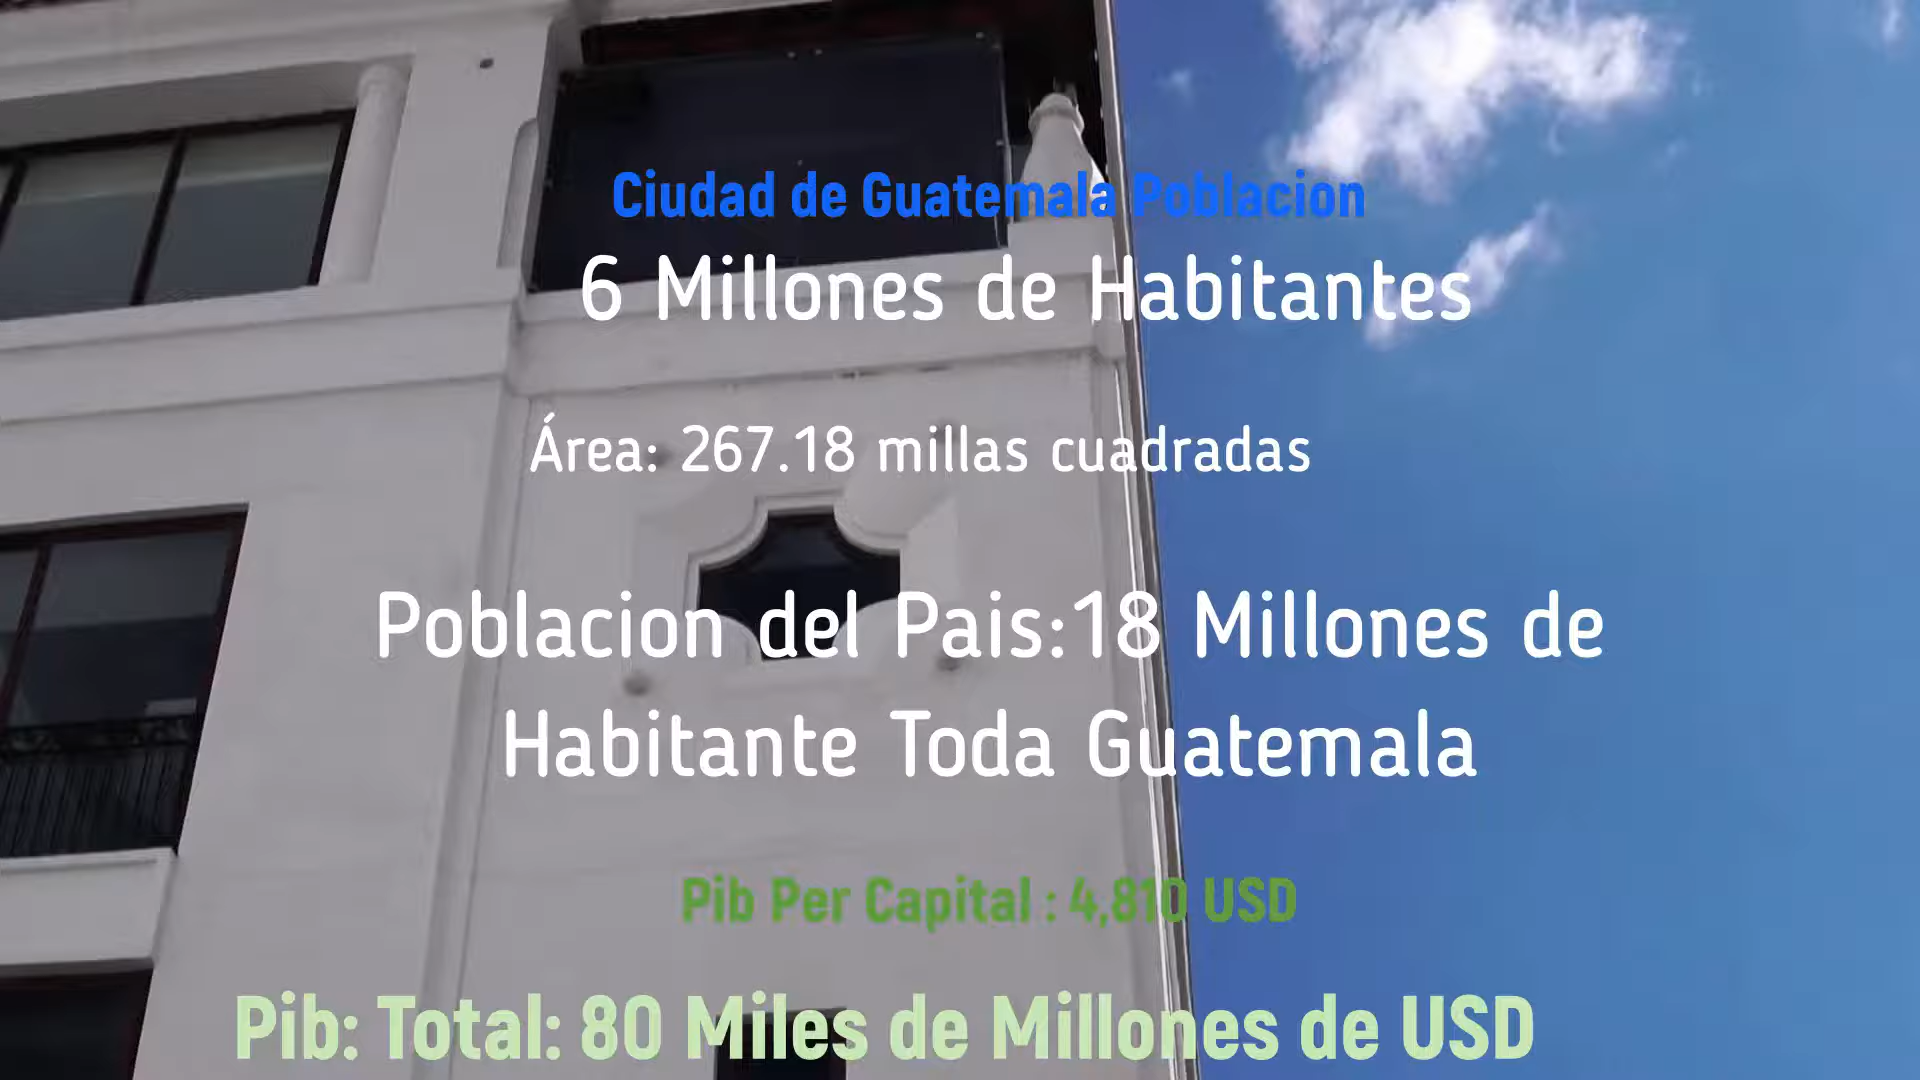 Ciudad de Guatemala Poblacion
6 Millones de Habitantes
Área: 267.18 millas cuadradas
Poblacion del Pais:18 Millones de
Habitante Toda Guatemala
Pib Per Capital : 4,810 USD
Pib: Total: 80 Miles de Millones de USD